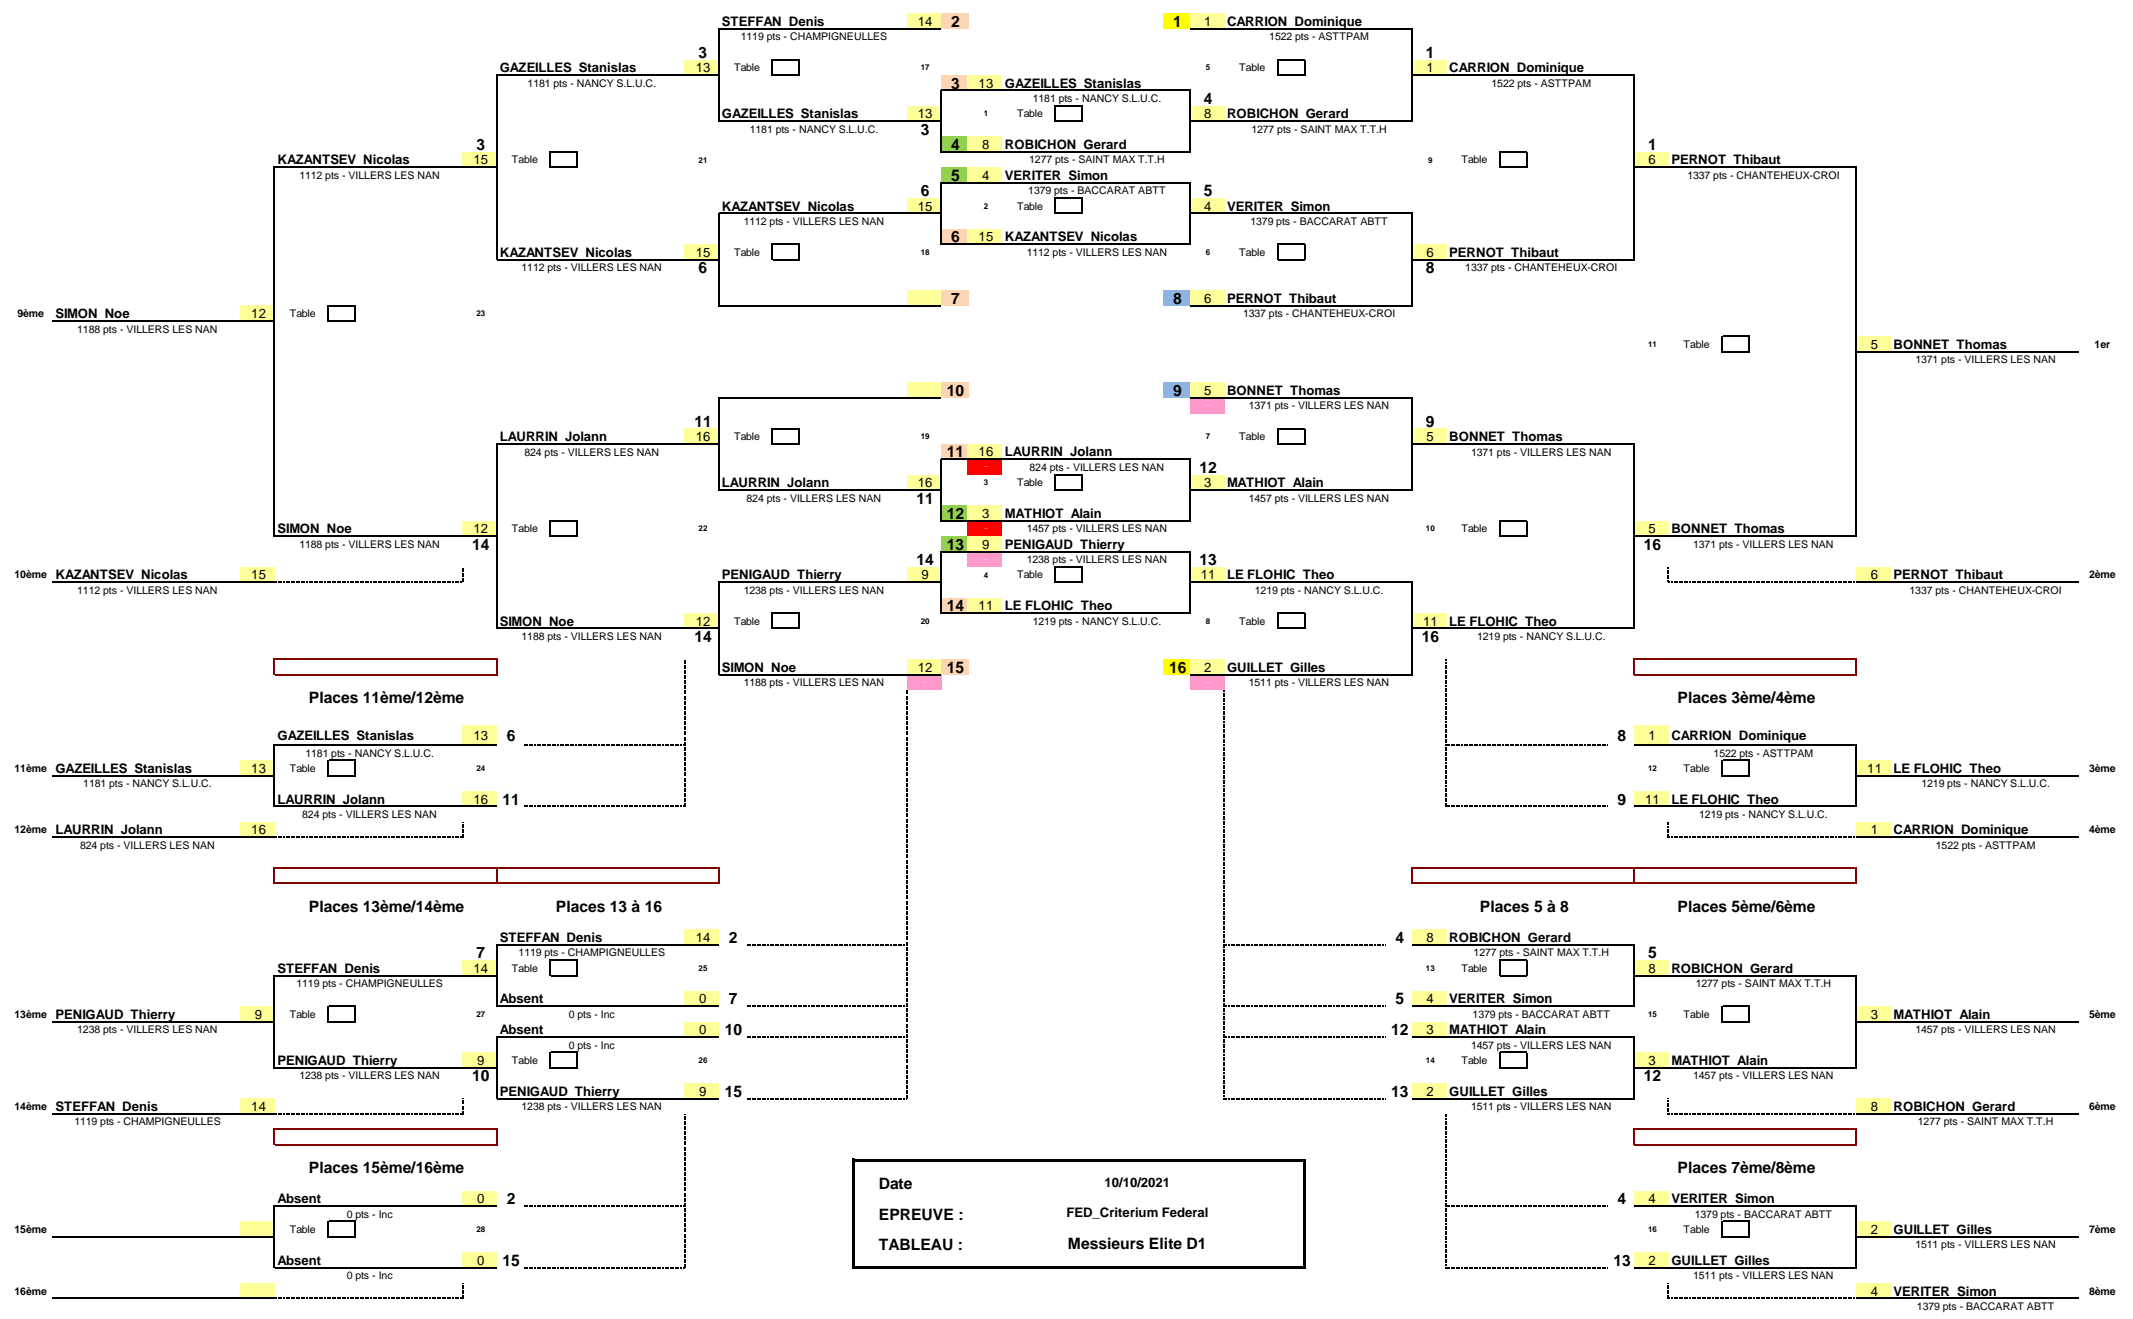 STEFFAN Denis 14 2 1 1 CARRION Dominique
1119 pts - CHAMPIGNEULLES 1522 pts - ASTTPAM
3 1
GAZEILLES Stanislas 13 Table 17 5 Table 1 CARRION Dominique
1181 pts - NANCY S.L.U.C. 3 13 GAZEILLES Stanislas 1522 pts - ASTTPAM
1181 pts - NANCY S.L.U.C. 4
GAZEILLES Stanislas 13 1 Table 8 ROBICHON Gerard
1181 pts - NANCY S.L.U.C. 3 1277 pts - SAINT MAX T.T.H
3 4 8 ROBICHON Gerard
KAZANTSEV Nicolas 15 Table 21 1277 pts - SAINT MAX T.T.H 9 Table 6 PERNOT Thibaut
1
1112 pts - VILLERS LES NAN 5 4 VERITER Simon 1337 pts - CHANTEHEUX-CROI
6 1379 pts - BACCARAT ABTT 5
KAZANTSEV Nicolas 15 2 Table 4 VERITER Simon
1112 pts - VILLERS LES NAN 1379 pts - BACCARAT ABTT
6 15 KAZANTSEV Nicolas
KAZANTSEV Nicolas 15 Table 18 1112 pts - VILLERS LES NAN 6 Table 6 PERNOT Thibaut
1112 pts - VILLERS LES NAN 6 8 1337 pts - CHANTEHEUX-CROI
7 8 6 PERNOT Thibaut
9ème SIMON Noe 12 Table 23 1337 pts - CHANTEHEUX-CROI
1188 pts - VILLERS LES NAN
11 Table 5 BONNET Thomas 1er
1371 pts - VILLERS LES NAN
10 9 5 BONNET Thomas
1371 pts - VILLERS LES NAN
11 9
LAURRIN Jolann 16 Table 19 7 Table 5 BONNET Thomas
824 pts - VILLERS LES NAN 11 16 LAURRIN Jolann 1371 pts - VILLERS LES NAN
824 pts - VILLERS LES NAN 12
LAURRIN Jolann 16 3 Table 3 MATHIOT Alain
824 pts - VILLERS LES NAN 11 1457 pts - VILLERS LES NAN
12 3 MATHIOT Alain
SIMON Noe 12 Table 22 1457 pts - VILLERS LES NAN 10 Table 5 BONNET Thomas
1188 pts - VILLERS LES NAN 14 13 9 PENIGAUD Thierry 16 1371 pts - VILLERS LES NAN
14 1238 pts - VILLERS LES NAN 13
10ème KAZANTSEV Nicolas 15 PENIGAUD Thierry 9 4 Table 11 LE FLOHIC Theo 6 PERNOT Thibaut 2ème
1112 pts - VILLERS LES NAN 1238 pts - VILLERS LES NAN 1219 pts - NANCY S.L.U.C. 1337 pts - CHANTEHEUX-CROI
14 11 LE FLOHIC Theo
SIMON Noe 12 Table 20 1219 pts - NANCY S.L.U.C. 8 Table 11 LE FLOHIC Theo
1188 pts - VILLERS LES NAN 14 16 1219 pts - NANCY S.L.U.C.
SIMON Noe 12 15 16 2 GUILLET Gilles
1188 pts - VILLERS LES NAN 1511 pts - VILLERS LES NAN
Places 11ème/12ème Places 3ème/4ème
GAZEILLES Stanislas 13 6 8 1 CARRION Dominique
1181 pts - NANCY S.L.U.C. 1522 pts - ASTTPAM
11ème GAZEILLES Stanislas 13 Table 24 12 Table 11 LE FLOHIC Theo 3ème
1181 pts - NANCY S.L.U.C. 1219 pts - NANCY S.L.U.C.
LAURRIN Jolann 16 11 9 11 LE FLOHIC Theo
824 pts - VILLERS LES NAN 1219 pts - NANCY S.L.U.C.
12ème LAURRIN Jolann 16 1 CARRION Dominique 4ème
824 pts - VILLERS LES NAN 1522 pts - ASTTPAM
Places 13ème/14ème Places 13 à 16 Places 5 à 8 Places 5ème/6ème
STEFFAN Denis 14 2 4 8 ROBICHON Gerard
7 1119 pts - CHAMPIGNEULLES 1277 pts - SAINT MAX T.T.H 5
STEFFAN Denis 14 Table 25 13 Table 8 ROBICHON Gerard
1119 pts - CHAMPIGNEULLES 1277 pts - SAINT MAX T.T.H
Absent 0 7 5 4 VERITER Simon
13ème PENIGAUD Thierry 9 Table 27 0 pts - Inc 1379 pts - BACCARAT ABTT 15 Table 3 MATHIOT Alain 5ème
1238 pts - VILLERS LES NAN Absent 0 10 12 3 MATHIOT Alain 1457 pts - VILLERS LES NAN
0 pts - Inc 1457 pts - VILLERS LES NAN
PENIGAUD Thierry 9 Table 26 14 Table 3 MATHIOT Alain
1238 pts - VILLERS LES NAN 10 12 1457 pts - VILLERS LES NAN
PENIGAUD Thierry 9 15 13 2 GUILLET Gilles
14ème STEFFAN Denis 14 1238 pts - VILLERS LES NAN 1511 pts - VILLERS LES NAN 8 ROBICHON Gerard 6ème
1119 pts - CHAMPIGNEULLES 1277 pts - SAINT MAX T.T.H
Places 15ème/16ème Places 7ème/8ème
Date 10/10/2021
Absent 0 2 4 4 VERITER Simon
0 pts - Inc EPREUVE : FED_Criterium Federal 1379 pts - BACCARAT ABTT
15ème Table 28 16 Table 2 GUILLET Gilles 7ème
TABLEAU : Messieurs Elite D1 1511 pts - VILLERS LES NAN
Absent 0 15 13 2 GUILLET Gilles
0 pts - Inc 1511 pts - VILLERS LES NAN
16ème 4 VERITER Simon 8ème
1379 pts - BACCARAT ABTT